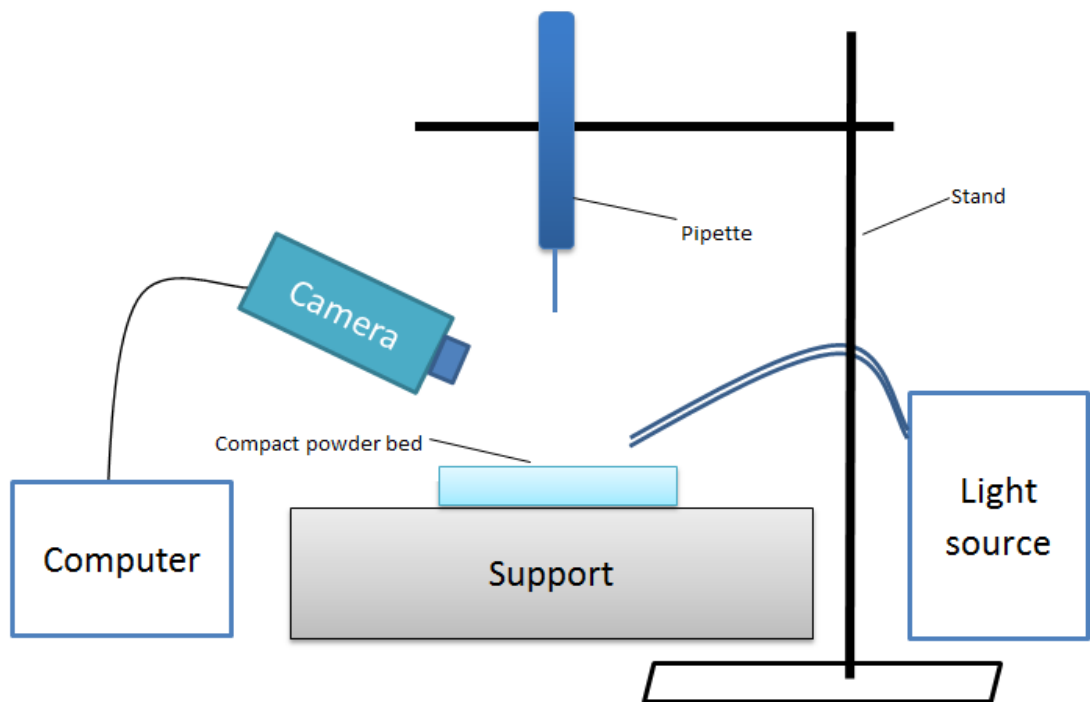 Stand
Pipette
Camera
Compact powder bed
Light
source
Computer
Support